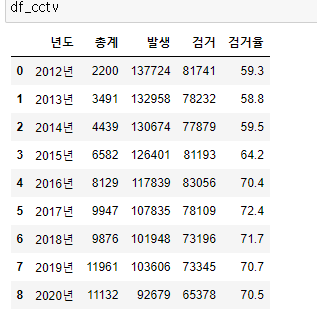 df_cctv
년도 총계 발생 검거 검거율
0 2012년 2200 137724 81741 59.3
1 2013년 3491 132958 78232 58.8
2 2014년 4439 130674 77879 59.5
3 2015년 6582 126401 81193 64.2
4 2016년 8129 117839 83056 70.4
5 2017년 9947 107835 78109 72.4
6 2018년 9876 101948 73196 71.7
7 2019년 11961 103606 73345 70.7
8 2020년 11132 92679 65378 70.5